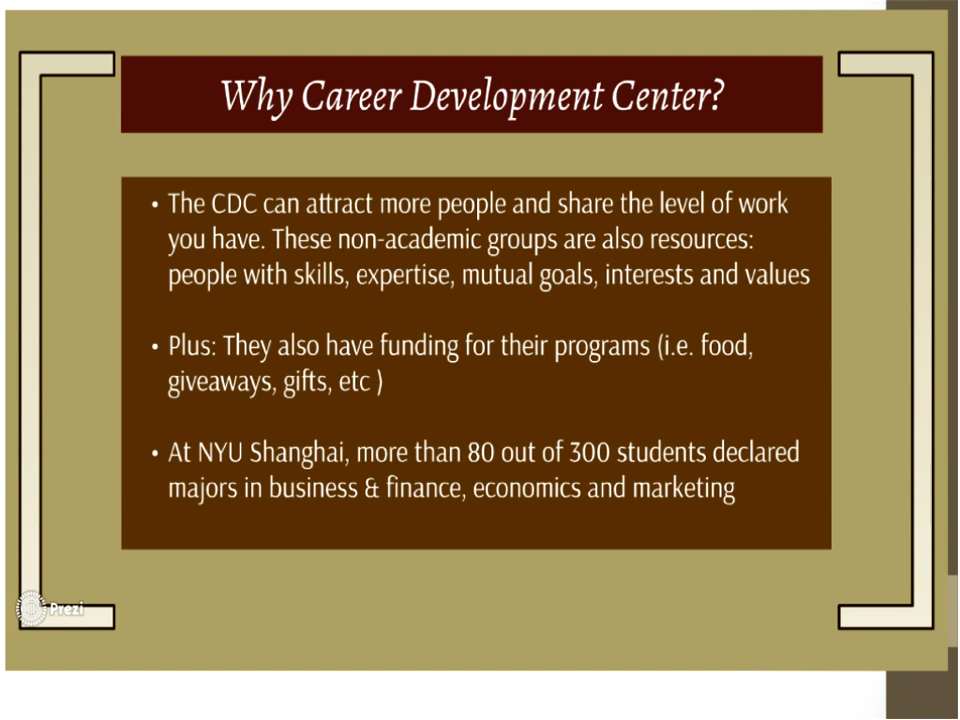 Why Career Development Center?
• The CDC can attract more people and share the level of work
you have. These non-academic groups are also resources:
people with skills, expertise, mutual goals, interests and values
• Plus: They also have funding for their programs (i.e. food,
giveaways, gifts, etc )
• At NYU Shanghai, more than 80 out of 300 students declared
majors in business & finance, economics and marketing
Prezi